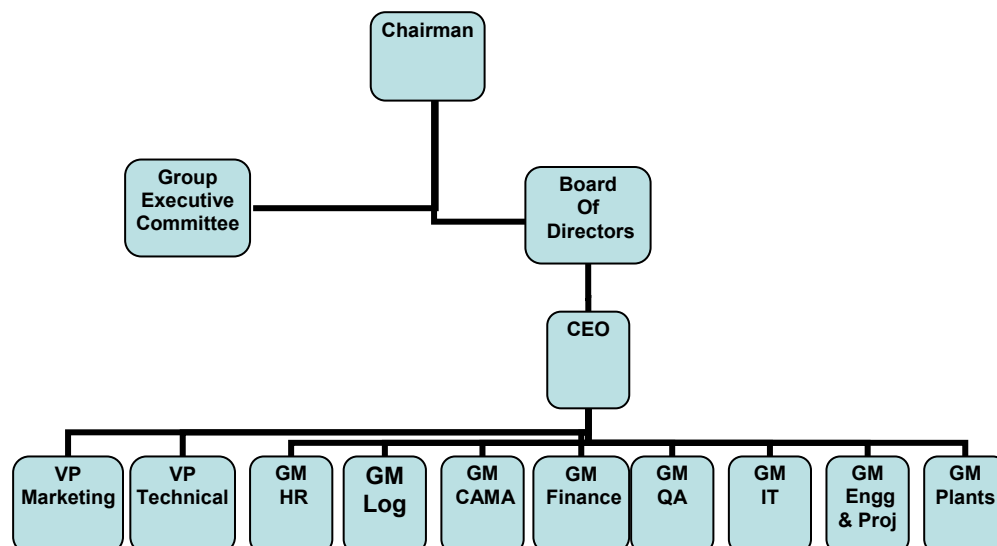 Chairman
Group
Executive
Committee
Board
Of
Directors
CEO
VP
Marketing
VP
Technical
GM
HR
GM
Log
GM
CAMA
GM
Finance
GM
QA
GM
IT
GM
Engg
& Proj
GM
Plants